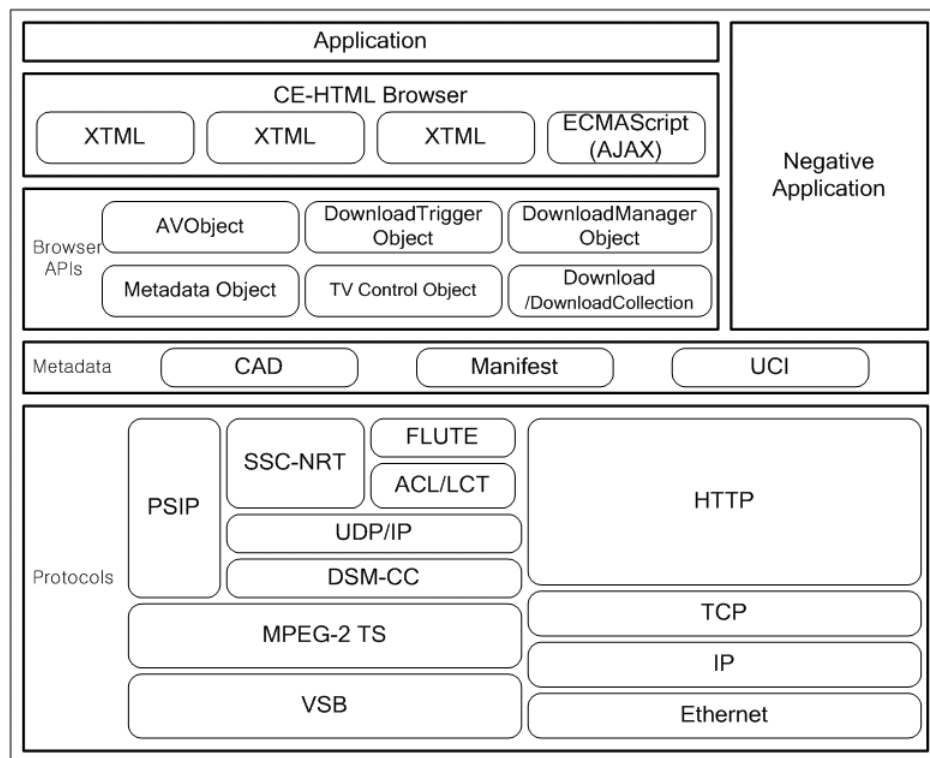 Application
CE-HTML Browser
XTML
XTML
XTML
ECMAScript
(AJAX)
Negative
Application
Browser
APIs
AVObject
DownloadTrigger
Object
DownloadManager
Object
Metadata Object
TV Control Object
Download
/DownloadCollection
Metadata
CAD
Manifest
UCI
Protocols
PSIP
SSC-NRT
FLUTE
ACL/LCT
UDP/IP
DSM-CC
MPEG-2 TS
VSB
HTTP
TCP
IP
Ethernet